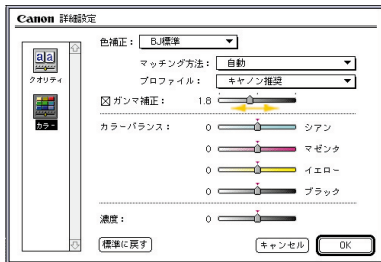 Canon 詳細設定
色補正： BJ標準
マッチング方法： 自動
プロファイル： キヤノン推奨
ガンマ補正： 1.8
カラーバランス： 0 シアン
0 マゼンタ
0 イエロー
0 ブラック
濃度： 0
aa
クオリティ
カラー
標準に戻す キャンセル OK